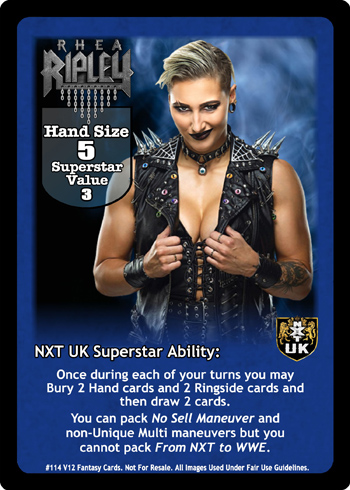 RHEA
RIPLEY
Hand Size
5
Superstar
Value
3
NXT UK Superstar Ability:
NXT
UK
Once during each of your turns you may
Bury 2 Hand cards and 2 Ringside cards and
then draw 2 cards.
You can pack No Sell Maneuver and
non-Unique Multi maneuvers but you
cannot pack From NXT to WWE.
#114 V12 Fantasy Cards. Not For Resale. All Images Used Under Fair Use Guidelines.